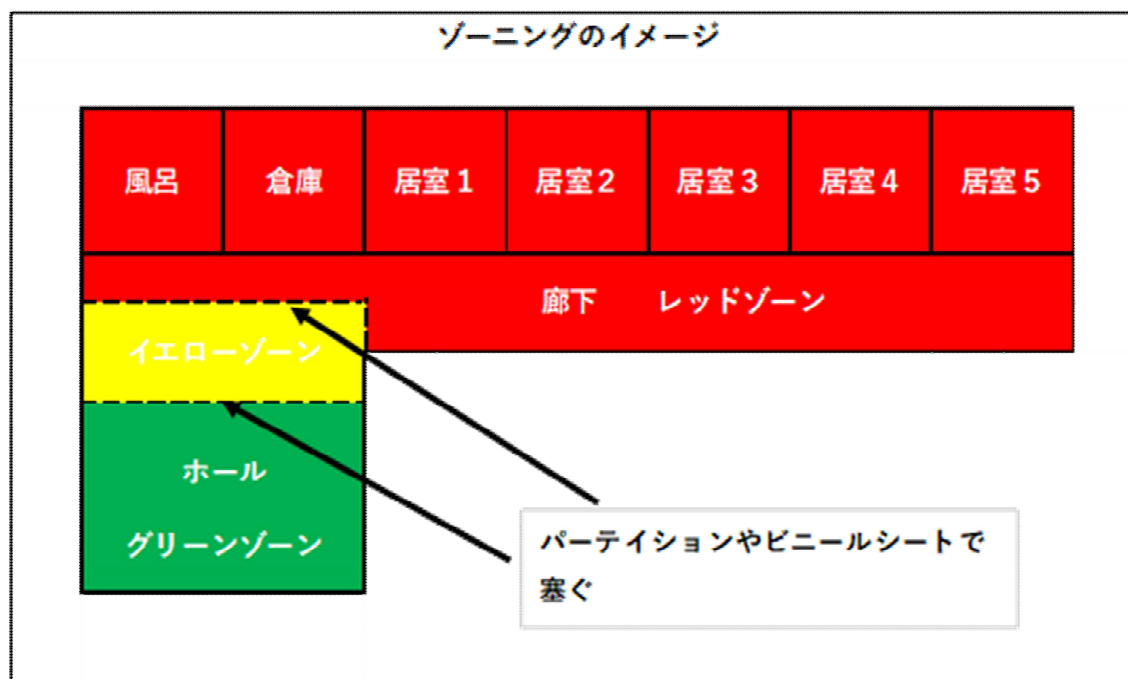 ゾーニングのイメージ
風呂
倉庫
居室1
居室2
居室3
居室4
居室5
廊下　レッドゾーン
イエローゾーン
ホール
グリーンゾーン
パーテイションやビニールシートで
塞ぐ